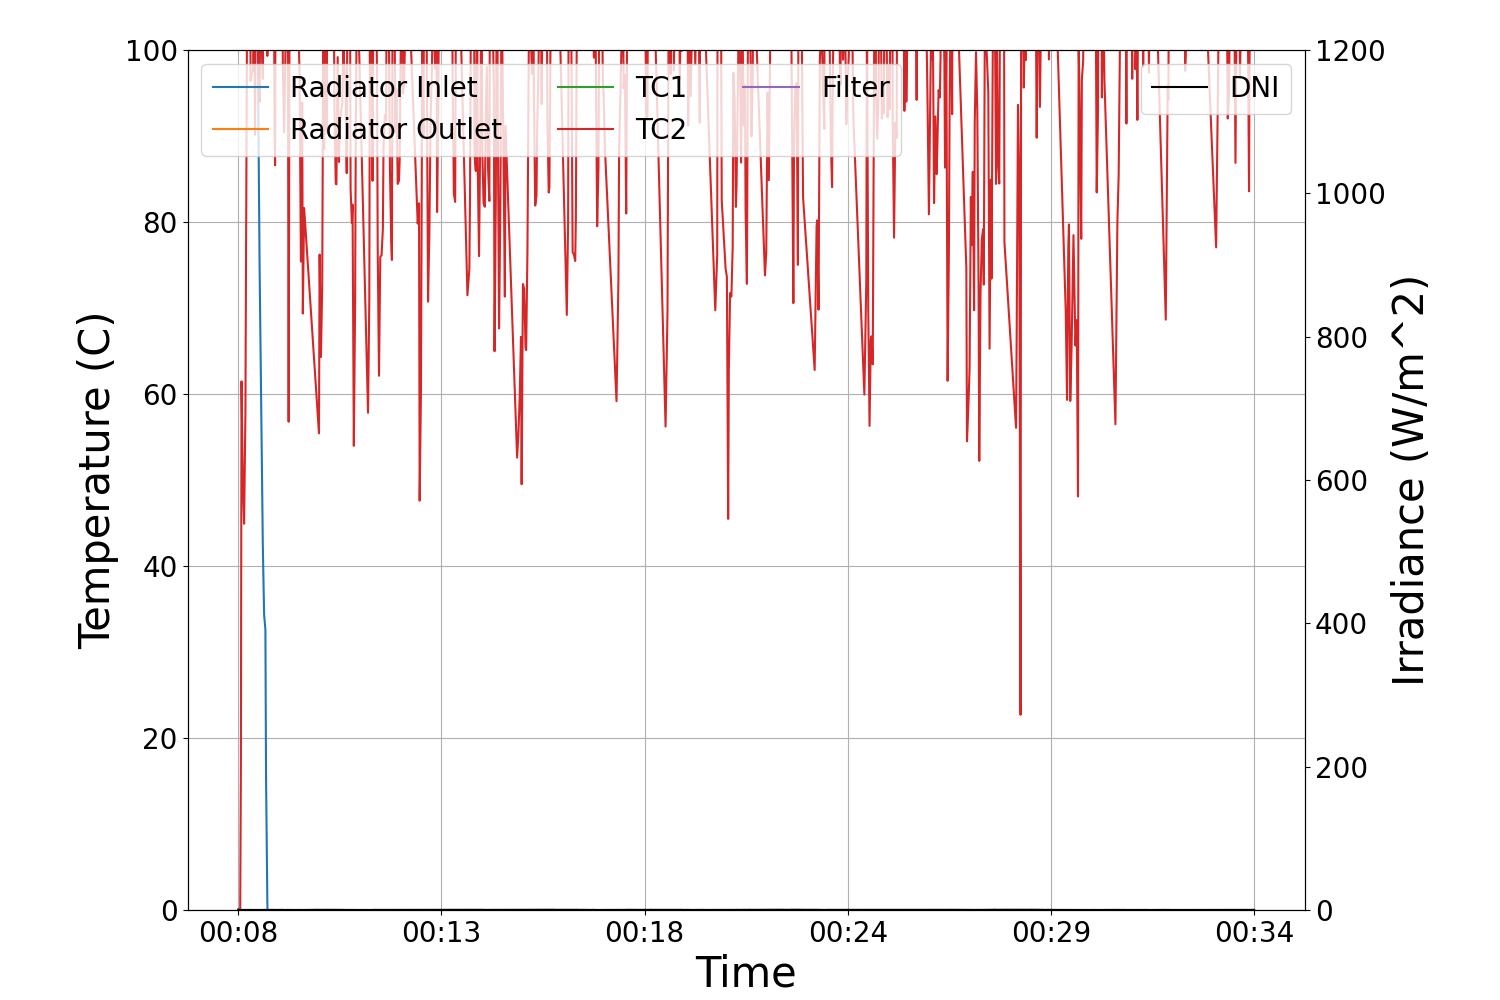 100
80
60
40
20
0
Temperature (C)
Radiator Inlet
Radiator Outlet
TC1
TC2
Filter
DNI
1200
1000
800
600
400
200
0
Irradiance (W/m^2)
00:08
00:13
00:18
00:24
00:29
00:34
Time